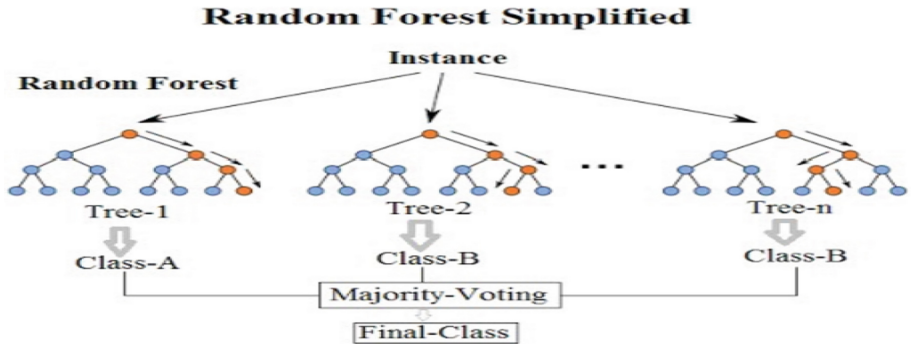 Random Forest Simplified
Instance
Random Forest
...
Tree-1 Tree-2 Tree-n
Class-A Class-B Class-B
Majority-Voting
Final-Class